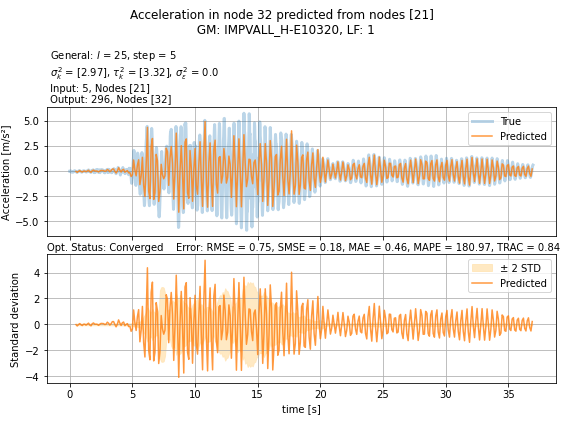 Acceleration in node 32 predicted from nodes [21]
GM: IMPVALL_H-E10320, LF: 1
General: l = 25, step = 5
σ²ₖ = [2.97], τ²ₖ = [3.32], σ²ε = 0.0
Input: 5, Nodes [21]
Output: 296, Nodes [32]
Acceleration [m/s²]
5.0
2.5
0.0
−2.5
−5.0
True
Predicted
Opt. Status: Converged Error: RMSE = 0.75, SMSE = 0.18, MAE = 0.46, MAPE = 180.97, TRAC = 0.84
Standard deviation
4
2
0
−2
−4
± 2 STD
Predicted
0 5 10 15 20 25 30 35
time [s]